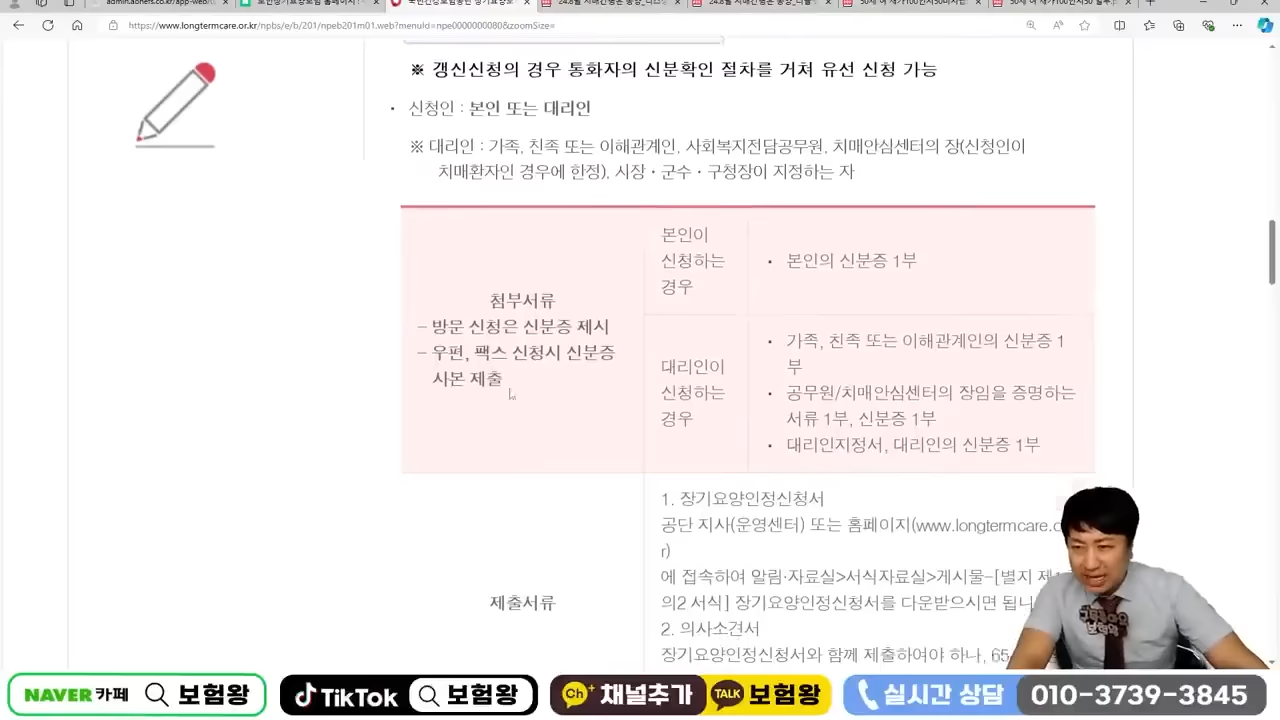 https://www.longtermcare.or.kr/npbs/e/b/201/npeb201m01.web?menuId=npe0000000080&zoomSize=
※ 갱신신청의 경우 통화자의 신분확인 절차를 거쳐 유선 신청 가능
• 신청인 : 본인 또는 대리인
※ 대리인 : 가족, 친족 또는 이해관계인, 사회복지전담공무원, 치매안심센터의 장(신청인이
치매환자인 경우에 한정), 시장・군수・구청장이 지정하는 자
첨부서류
– 방문 신청은 신분증 제시
– 우편, 팩스 신청시 신분증
사본 제출
본인이
신청하는
경우
• 본인의 신분증 1부
대리인이
신청하는
경우
• 가족, 친족 또는 이해관계인의 신분증 1
부
• 공무원/치매안심센터의 장임을 증명하는
서류 1부, 신분증 1부
• 대리인지정서, 대리인의 신분증 1부
제출서류
1. 장기요양인정신청서
공단 지사(운영센터) 또는 홈페이지(www.longtermcare.o
r)
에 접속하여 알림·자료실>서식자료실>게시물–[별지 제1
의2 서식] 장기요양인정신청서를 다운받으시면 됩니
2. 의사소견서
장기요양인정신청서와 함께 제출하여야 하나, 65
보험왕
NAVER 카페 보험왕
TikTok 보험왕
Ch+ 채널추가 TALK 보험왕
실시간 상담 010-3739-3845